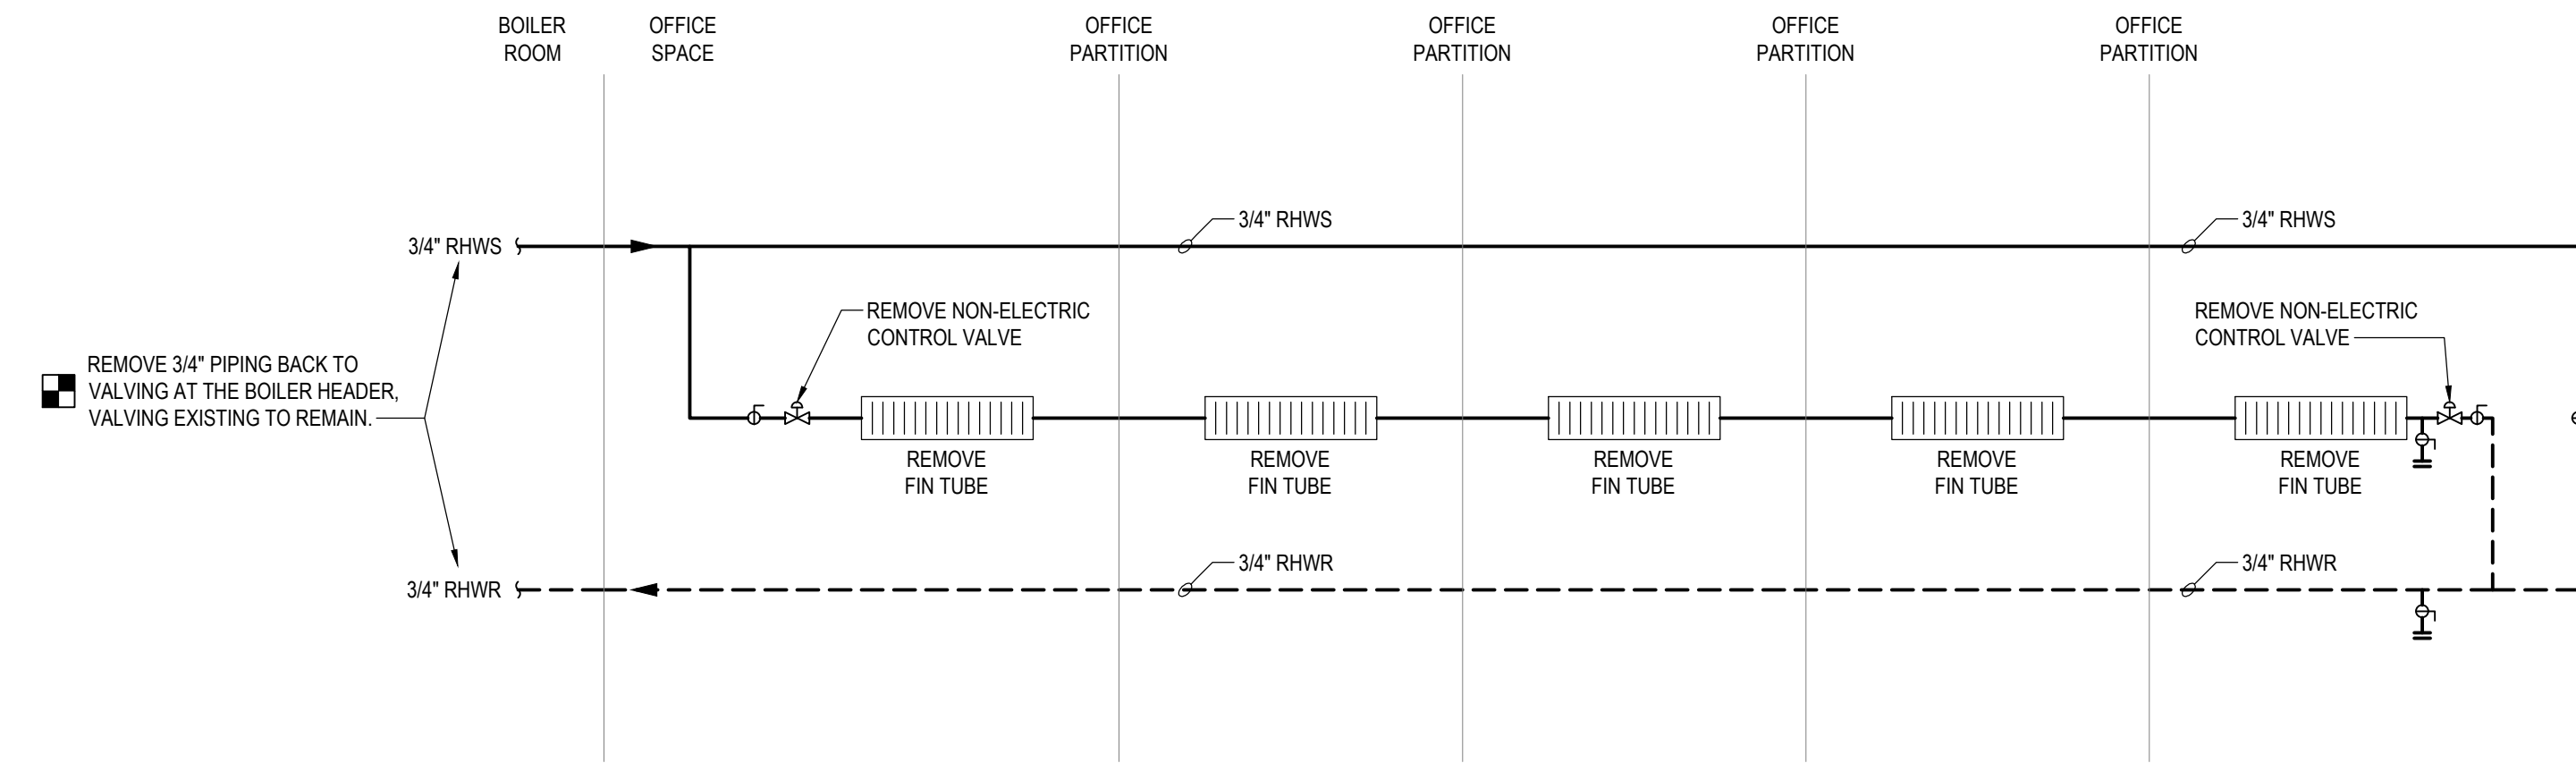 BOILER
ROOM
OFFICE
SPACE
OFFICE
PARTITION
OFFICE
PARTITION
OFFICE
PARTITION
OFFICE
PARTITION
3/4" RHWS
3/4" RHWS
3/4" RHWS
REMOVE NON-ELECTRIC
CONTROL VALVE
REMOVE NON-ELECTRIC
CONTROL VALVE
REMOVE 3/4" PIPING BACK TO
VALVING AT THE BOILER HEADER,
VALVING EXISTING TO REMAIN.
REMOVE
FIN TUBE
REMOVE
FIN TUBE
REMOVE
FIN TUBE
REMOVE
FIN TUBE
REMOVE
FIN TUBE
3/4" RHWR
3/4" RHWR
3/4" RHWR